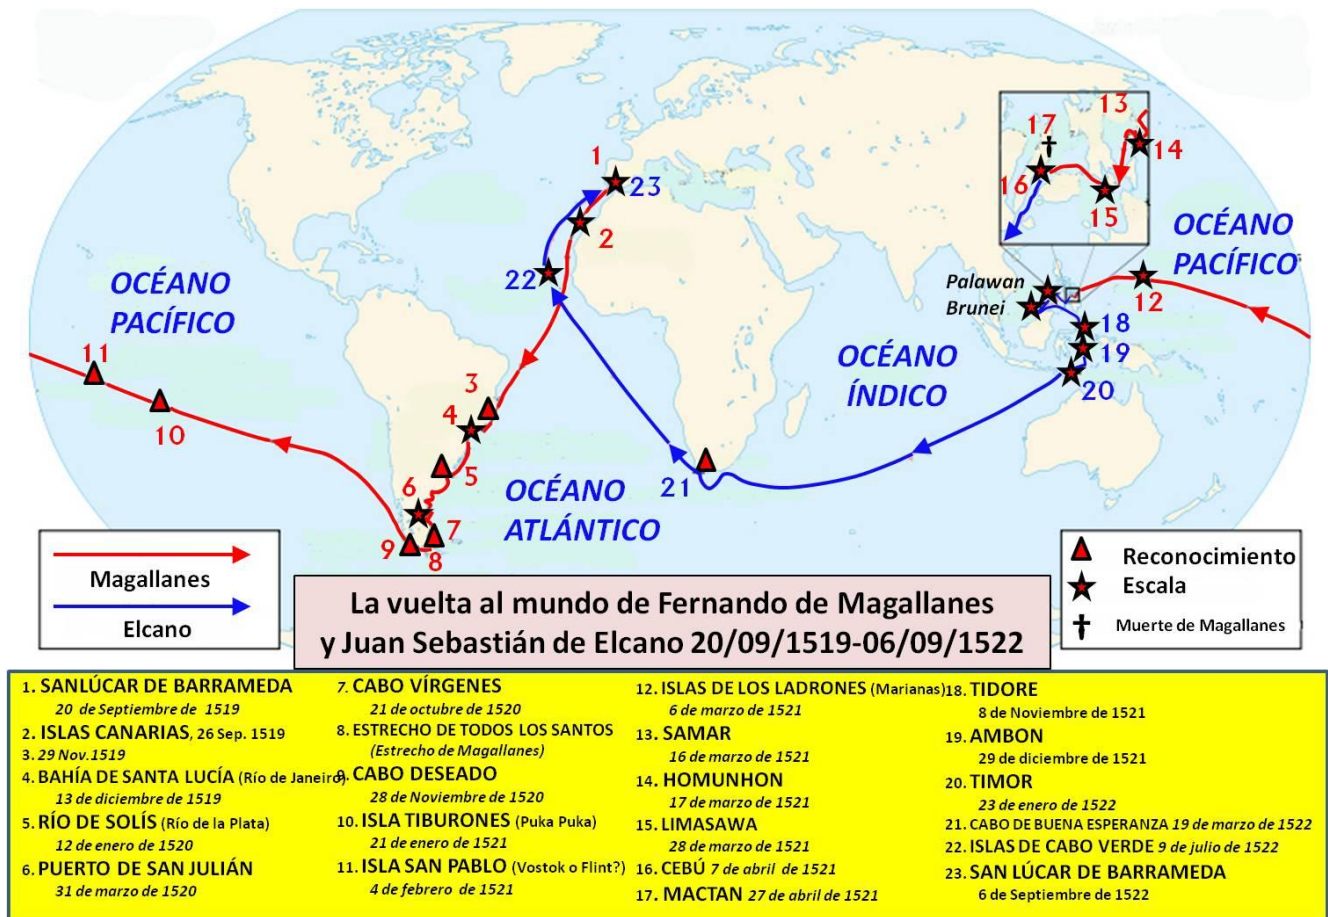 1
23
2
22
3
4
5
6
7
8
9
10
11
12
13
14
15
16
17
18
19
20
21
OCÉANO
PACÍFICO
OCÉANO
PACÍFICO
Palawan
Brunei
OCÉANO
ÍNDICO
OCÉANO
ATLÁNTICO
Magallanes
Elcano
Reconocimiento
Escala
Muerte de Magallanes
La vuelta al mundo de Fernando de Magallanes
y Juan Sebastián de Elcano 20/09/1519-06/09/1522
1. SANLÚCAR DE BARRAMEDA
20 de Septiembre de 1519
2. ISLAS CANARIAS, 26 Sep. 1519
3. 29 Nov.1519
4. BAHÍA DE SANTA LUCÍA (Río de Janeiro)
13 de diciembre de 1519
5. RÍO DE SOLÍS (Río de la Plata)
12 de enero de 1520
6. PUERTO DE SAN JULIÁN
31 de marzo de 1520
7. CABO VÍRGENES
21 de octubre de 1520
8. ESTRECHO DE TODOS LOS SANTOS
(Estrecho de Magallanes)
9. CABO DESEADO
28 de Noviembre de 1520
10. ISLA TIBURONES (Puka Puka)
21 de enero de 1521
11. ISLA SAN PABLO (Vostok o Flint?)
4 de febrero de 1521
12. ISLAS DE LOS LADRONES (Marianas)
6 de marzo de 1521
13. SAMAR
16 de marzo de 1521
14. HOMUNHON
17 de marzo de 1521
15. LIMASAWA
28 de marzo de 1521
16. CEBÚ 7 de abril de 1521
17. MACTAN 27 de abril de 1521
18. TIDORE
8 de Noviembre de 1521
19. AMBON
29 de diciembre de 1521
20. TIMOR
23 de enero de 1522
21. CABO DE BUENA ESPERANZA 19 de marzo de 1522
22. ISLAS DE CABO VERDE 9 de julio de 1522
23. SAN LÚCAR DE BARRAMEDA
6 de Septiembre de 1522